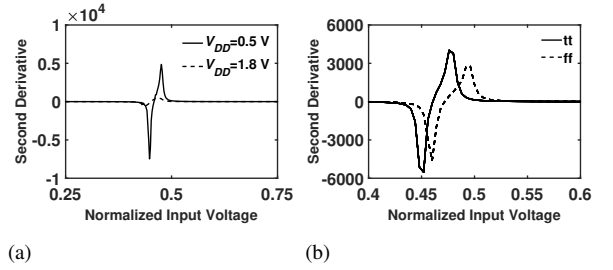 ×10⁴
1
0.5
0
-0.5
-1
Second Derivative
V_DD=0.5 V
V_DD=1.8 V
0.25 0.5 0.75
Normalized Input Voltage
(a)
6000
3000
0
-3000
-6000
Second Derivative
tt
ff
0.4 0.45 0.5 0.55 0.6
Normalized Input Voltage
(b)